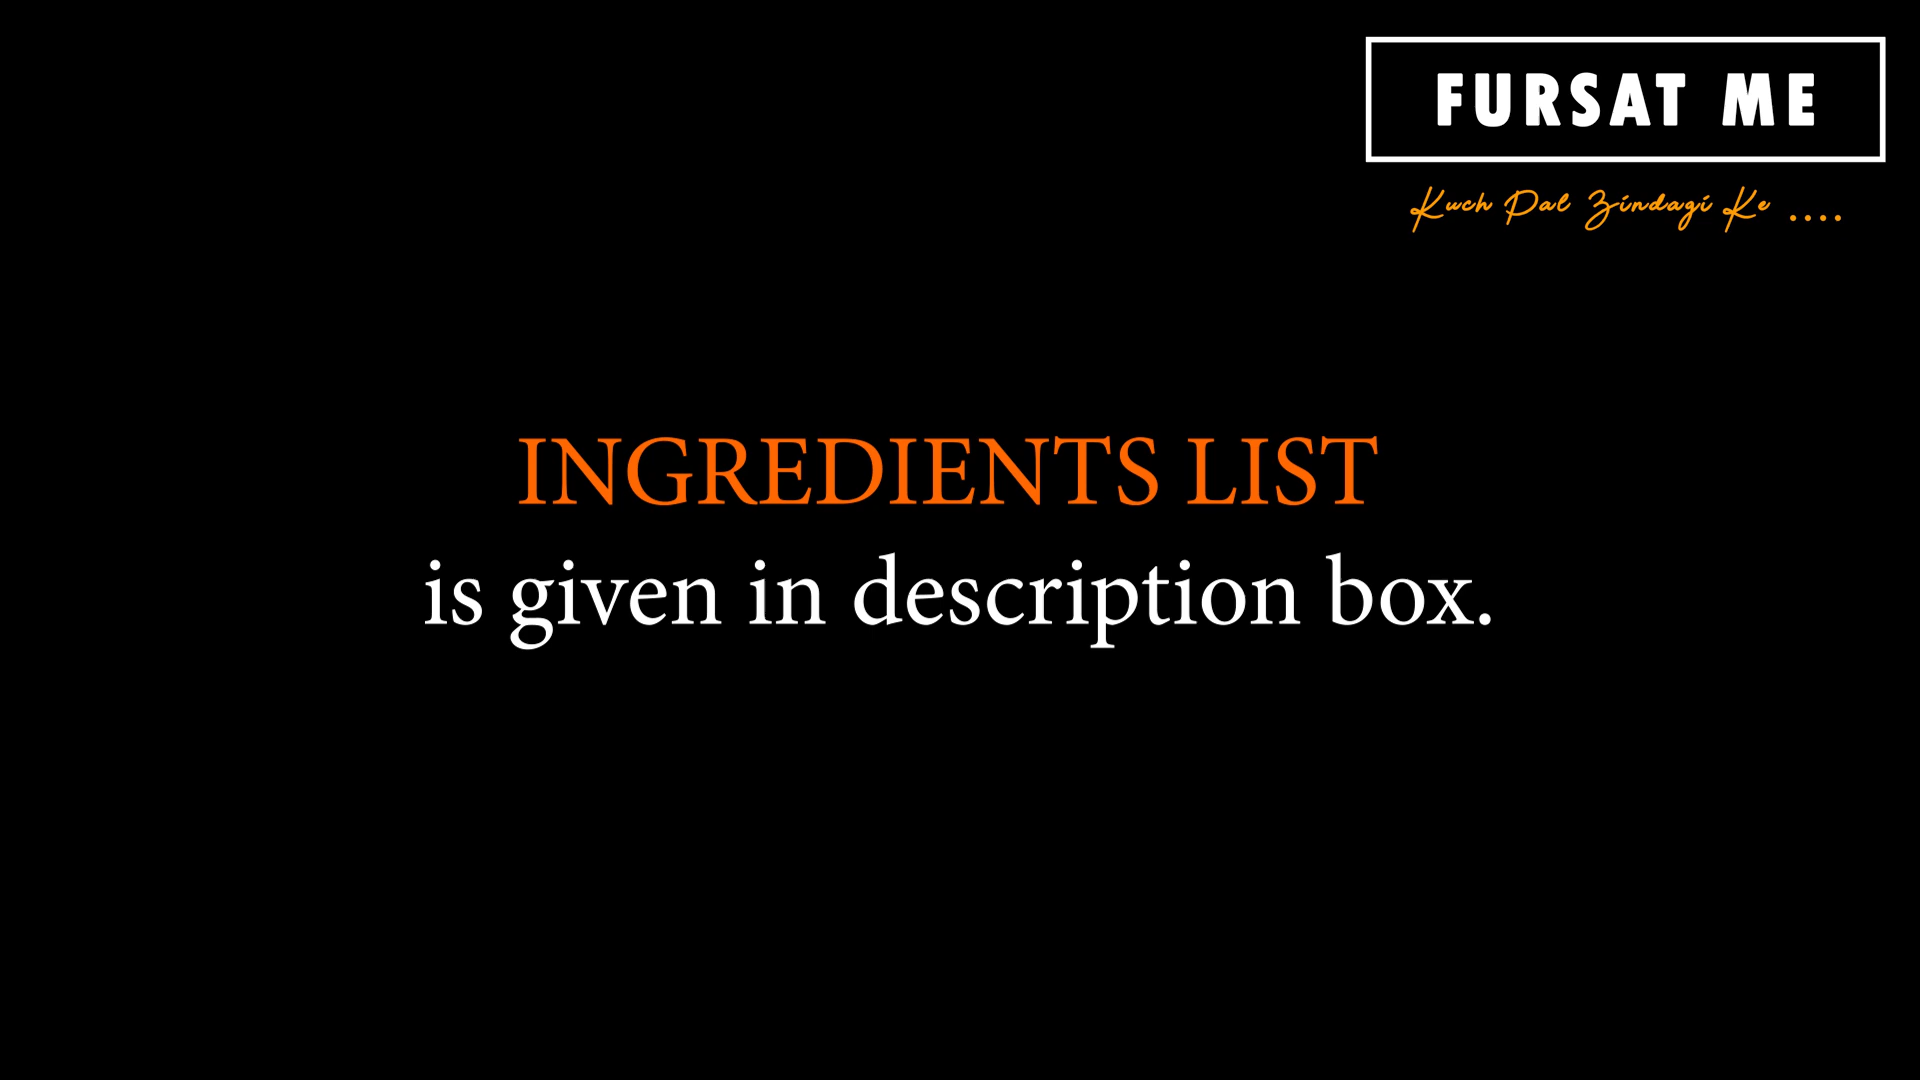 FURSAT ME
Kuch Pal Zindagi Ke ....
INGREDIENTS LIST
is given in description box.